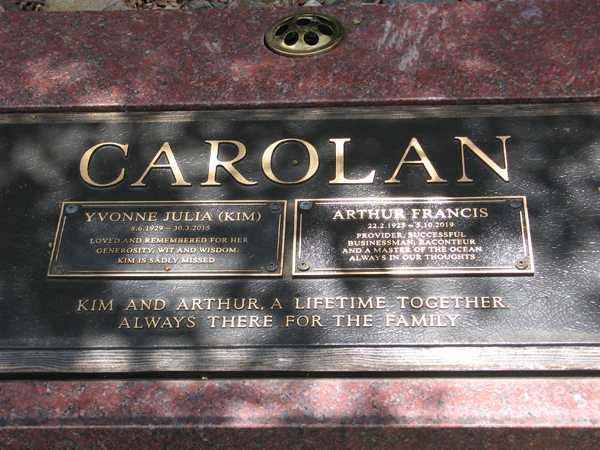 CAROLAN
YVONNE JULIA (KIM)
8.6.1929 – 30.3.2015
LOVED AND REMEMBERED FOR HER
GENEROSITY, WIT AND WISDOM.
KIM IS SADLY MISSED
ARTHUR FRANCIS
22.2.1925 – 5.10.2019
PROVIDER, SUCCESSFUL
BUSINESSMAN, RACONTEUR
AND A MASTER OF THE OCEAN
ALWAYS IN OUR THOUGHTS
KIM AND ARTHUR, A LIFETIME TOGETHER.
ALWAYS THERE FOR THE FAMILY